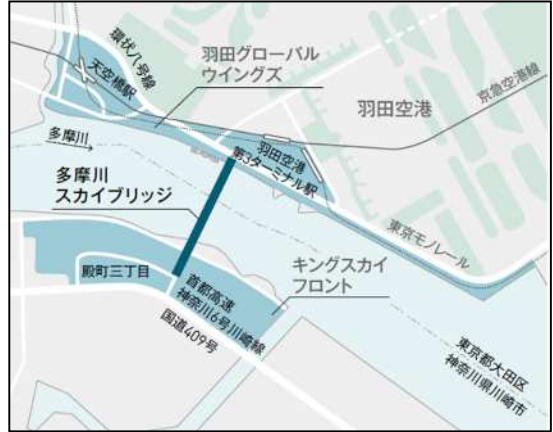 環状八号線
羽田グローバル
ウイングズ
天空橋駅
羽田空港
京急空港線
多摩川
羽田空港
第3ターミナル駅
多摩川
スカイブリッジ
東京モノレール
殿町三丁目
キングスカイ
フロント
首都高速
神奈川6号川崎線
国道409号
東京都大田区
神奈川県川崎市